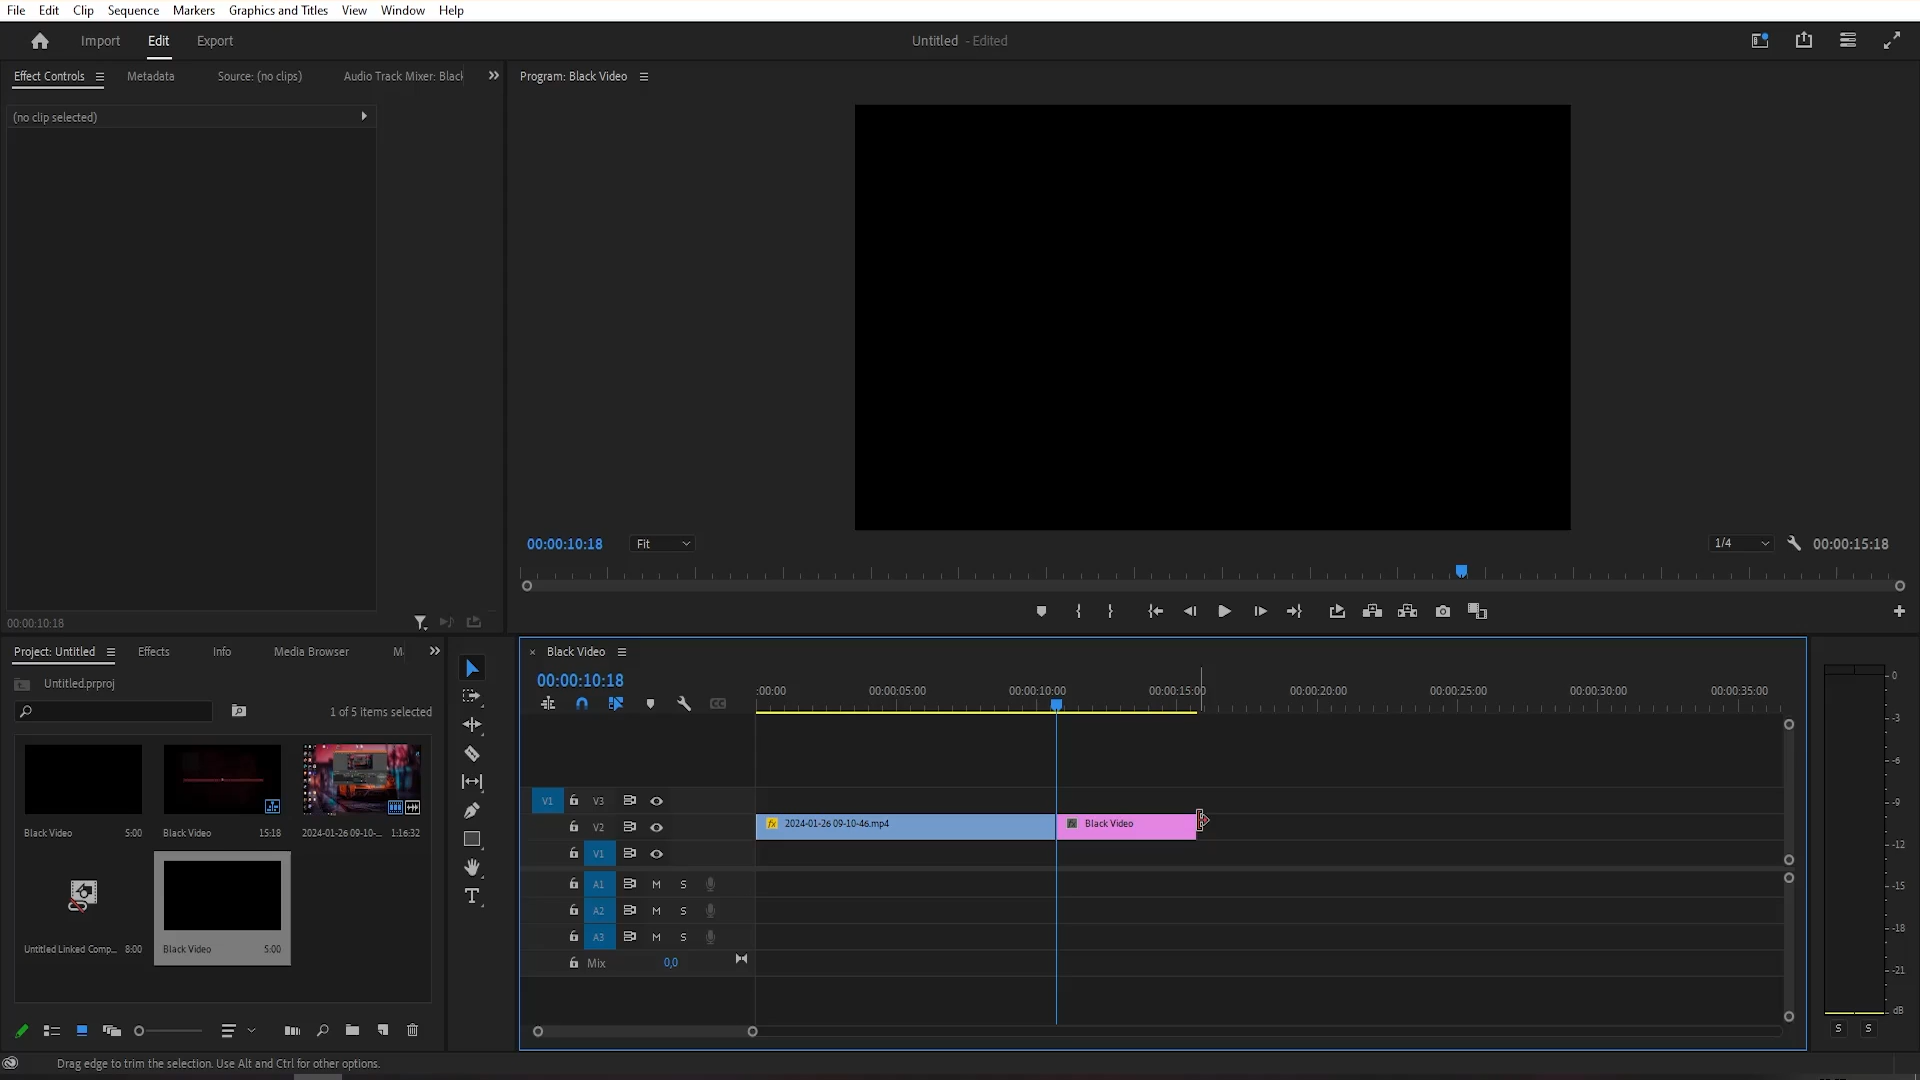 File Edit Clip Sequence Markers Graphics and Titles View Window Help
Import Edit Export
Untitled - Edited
Effect Controls Metadata Source: (no clips) Audio Track Mixer: Black
Program: Black Video
(no clip selected)
00:00:10:18 Fit
1/4 00:00:15:18
00:00:10:18
Project: Untitled Effects Info Media Browser
Untitled.prproj
1 of 5 items selected
Black Video 5:00
Black Video 15:18
2024-01-26 09-10-... 1:16:32
Untitled Linked Comp... 8:00
Black Video 5:00
Black Video
00:00:10:18
:00:00 00:00:05:00 00:00:10:00 00:00:15:00 00:00:20:00 00:00:25:00 00:00:30:00 00:00:35:00
CC
V1 V3
V2 2024-01-26 09-10-46.mp4 fx Black Video
V1
A1 M S
A2 M S
A3 M S
Mix 0,0
0
-3
-6
-9
-12
-15
-18
-21
dB
S S
Drag edge to trim the selection. Use Alt and Ctrl for other options.